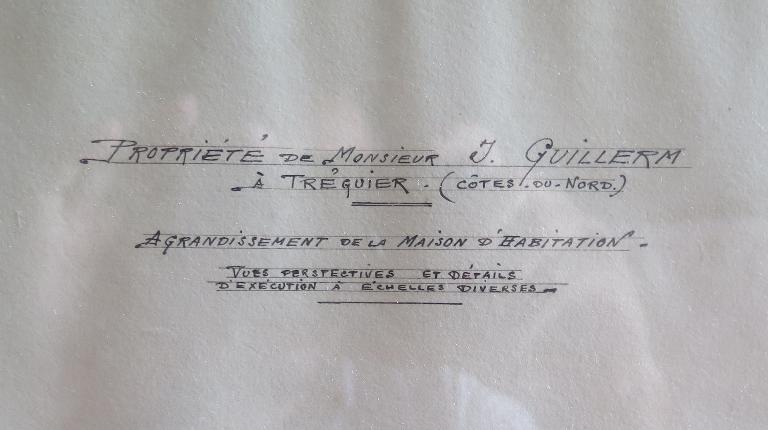 PROPRIÉTÉ DE MONSIEUR J. GUILLERM
À TRÉGUIER. (CÔTES-DU-NORD.)
AGRANDISSEMENT DE LA MAISON D'HABITATION.-
VUES PERSTECTIVES ET DÉTAILS
D'EXÉCUTION À ÉCHELLES DIVERSES.-